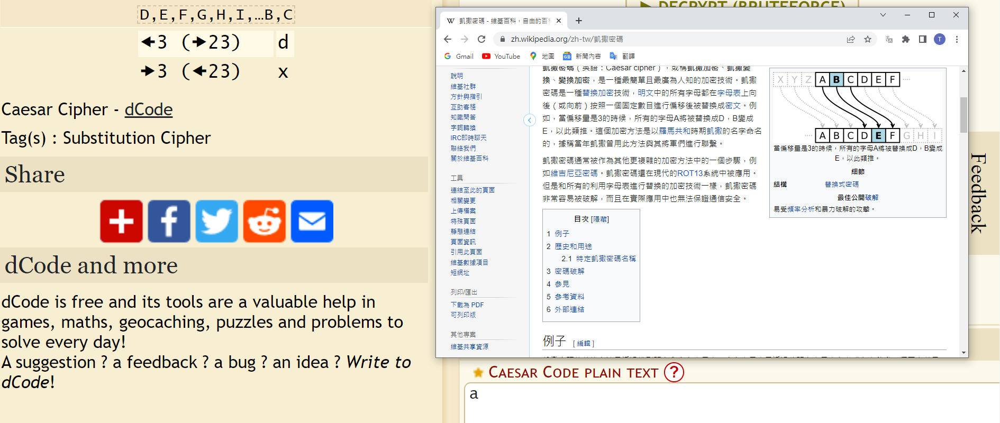 D,E,F,G,H,I,…B,C
🡄3 (🡆23) d
🡆3 (🡄23) x
Caesar Cipher - dCode
Tag(s) : Substitution Cipher
Share
dCode and more
dCode is free and its tools are a valuable help in
games, maths, geocaching, puzzles and problems to
solve every day!
A suggestion ? a feedback ? a bug ? an idea ? Write to
dCode!
▶ DECRYPT (BRUTEFORCE)
W 凱撒密碼 - 維基百科，自由的百
zh.wikipedia.org/zh-tw/凱撒密碼
T
Gmail YouTube 地圖 新聞內容 翻譯
說明
維基社群
方針與指引
互助客棧
知識問答
字詞轉換
IRC即時聊天
聯絡我們
關於維基百科
工具
連結至此的頁面
相關變更
上傳檔案
特殊頁面
靜態連結
頁面資訊
引用此頁面
維基數據項目
短網址
列印/匯出
下載為 PDF
可列印版
其他專案
維基共享資源
凱撒密碼（英語：Caesar cipher），或稱凱撒加密、凱撒變
換、變換加密，是一種最簡單且最廣為人知的加密技術。凱撒
密碼是一種替換加密技術，明文中的所有字母都在字母表上向
後（或向前）按照一個固定數目進行偏移後被替換成密文。例
如，當偏移量是3的時候，所有的字母A將被替換成D，B變成
E，以此類推。這個加密方法是以羅馬共和時期凱撒的名字命名
的，據稱當年凱撒曾用此方法與其將軍們進行聯繫。
凱撒密碼通常被作為其他更複雜的加密方法中的一個步驟，例
如維吉尼亞密碼。凱撒密碼還在現代的ROT13系統中被應用。
但是和所有的利用字母表進行替換的加密技術一樣，凱撒密碼
非常容易被破解，而且在實際應用中也無法保證通信安全。
目次 [隱藏]
1 例子
2 歷史和用途
2.1 特定凱撒密碼名稱
3 密碼破解
4 參見
5 參考資料
6 外部連結
例子 [編輯]
X Y Z A B C D E F
A B C D E F G H I
當偏移量是3的時候，所有的字母A將被替換成D，B變成
E，以此類推。
細節
結構 替換式密碼
最佳公開破解
易受頻率分析和暴力破解的攻擊。
Feedback
CAESAR CODE PLAIN TEXT ?
a